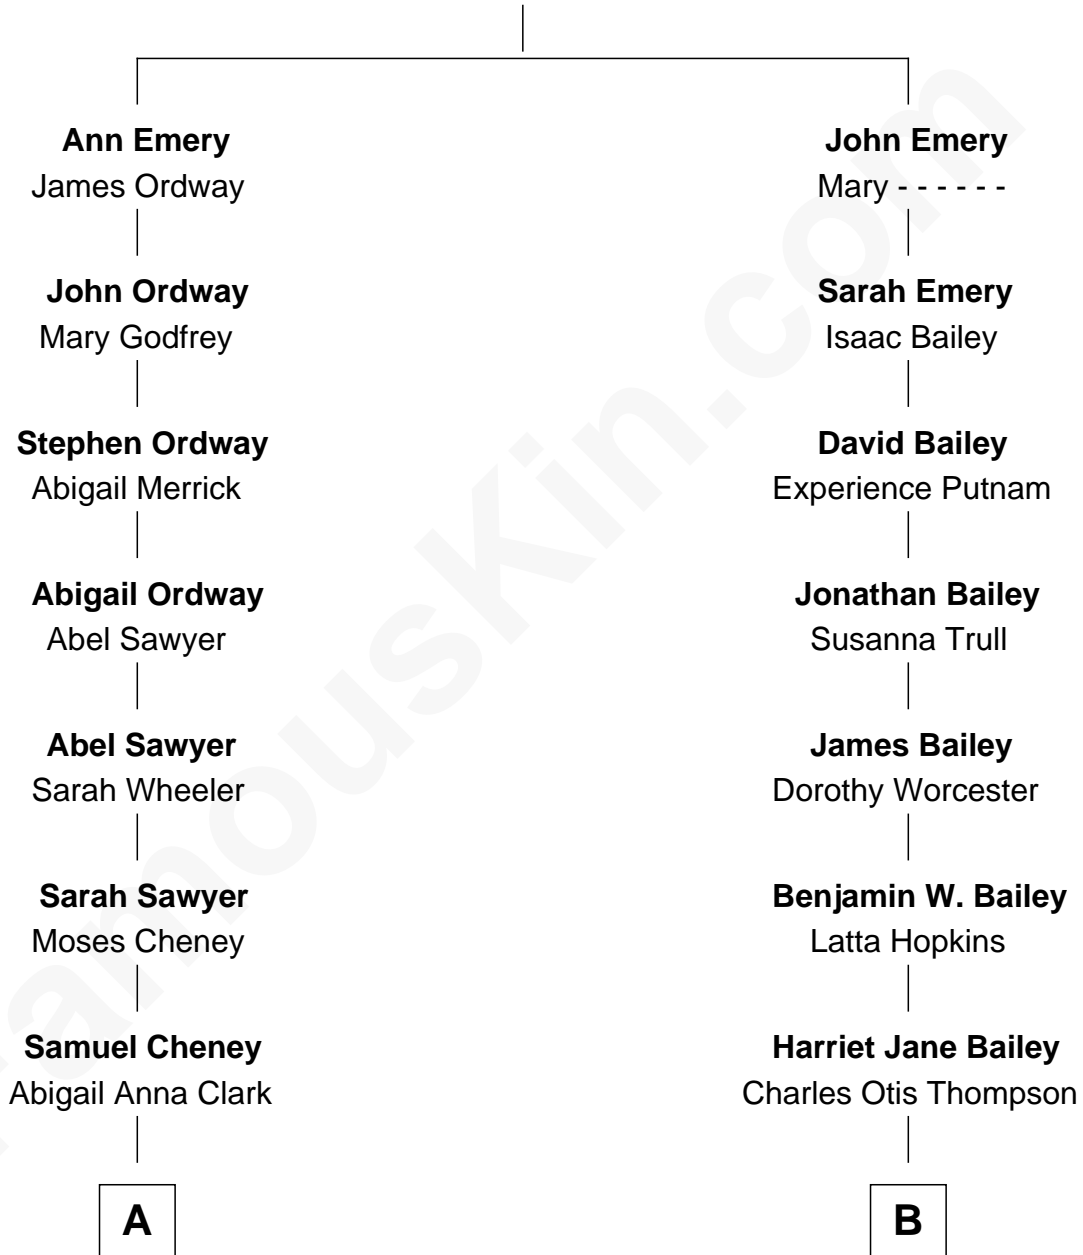 Ann Emery
James Ordway
John Ordway
Mary Godfrey
Stephen Ordway
Abigail Merrick
Abigail Ordway
Abel Sawyer
Abel Sawyer
Sarah Wheeler
Sarah Sawyer
Moses Cheney
Samuel Cheney
Abigail Anna Clark
A
John Emery
Mary - - - - - -
Sarah Emery
Isaac Bailey
David Bailey
Experience Putnam
Jonathan Bailey
Susanna Trull
James Bailey
Dorothy Worcester
Benjamin W. Bailey
Latta Hopkins
Harriet Jane Bailey
Charles Otis Thompson
B
FamousKin.com